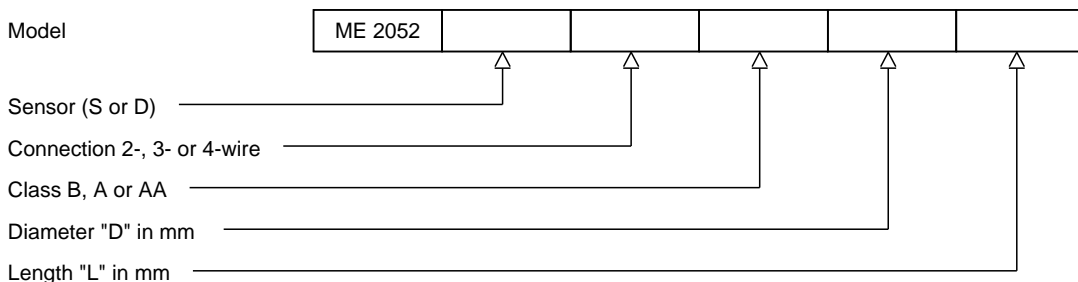 Model ME 2052
Sensor (S or D)
Connection 2-, 3- or 4-wire
Class B, A or AA
Diameter "D" in mm
Length "L" in mm